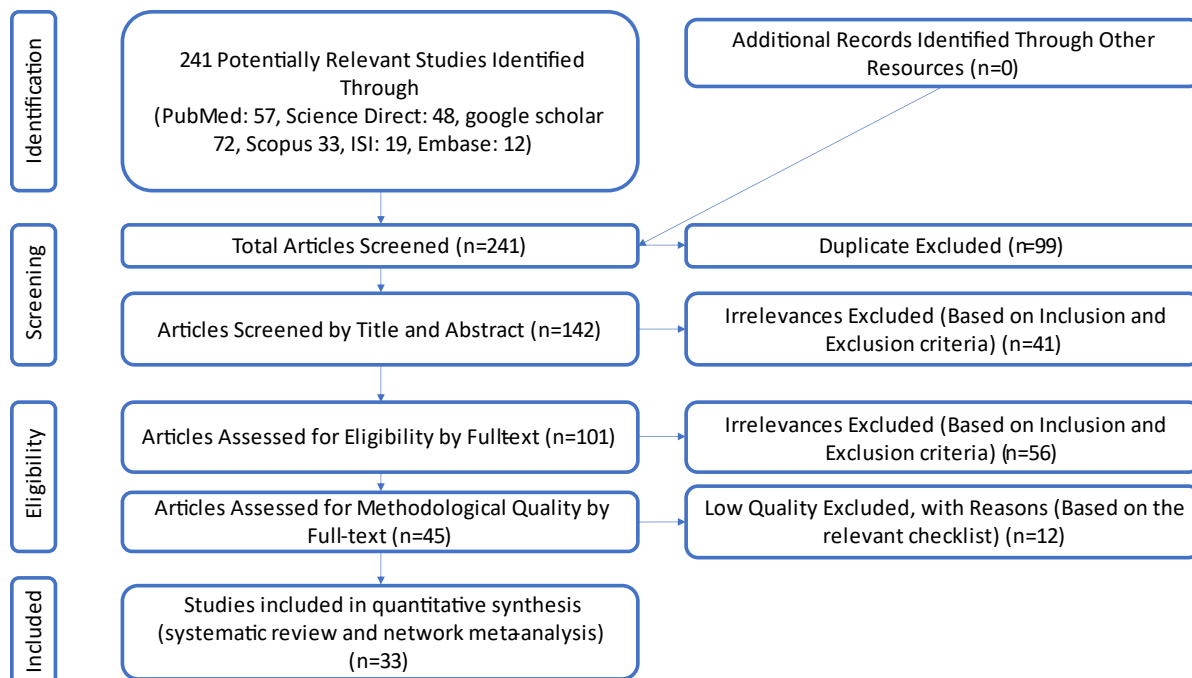 Identification
241 Potentially Relevant Studies Identified
Through
(PubMed: 57, Science Direct: 48, google scholar
72, Scopus 33, ISI: 19, Embase: 12)
Additional Records Identified Through Other
Resources (n=0)
Screening
Total Articles Screened (n=241)
Duplicate Excluded (n=99)
Articles Screened by Title and Abstract (n=142)
Irrelevances Excluded (Based on Inclusion and
Exclusion criteria) (n=41)
Eligibility
Articles Assessed for Eligibility by Full-text (n=101)
Irrelevances Excluded (Based on Inclusion and
Exclusion criteria) (n=56)
Articles Assessed for Methodological Quality by
Full-text (n=45)
Low Quality Excluded, with Reasons (Based on the
relevant checklist) (n=12)
Included
Studies included in quantitative synthesis
(systematic review and network meta-analysis)
(n=33)